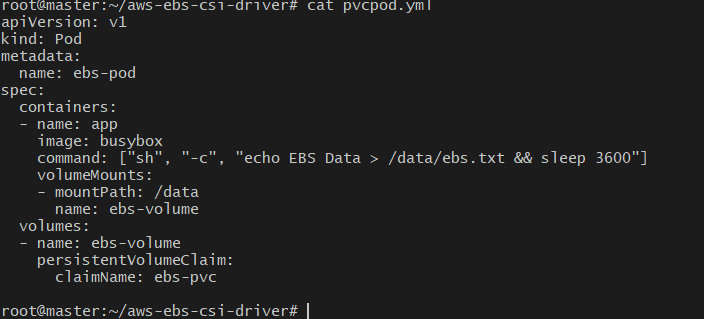 root@master:~/aws-ebs-csi-driver# cat pvcpod.yml
apiVersion: v1
kind: Pod
metadata:
  name: ebs-pod
spec:
  containers:
  - name: app
    image: busybox
    command: ["sh", "-c", "echo EBS Data > /data/ebs.txt && sleep 3600"]
    volumeMounts:
    - mountPath: /data
      name: ebs-volume
  volumes:
  - name: ebs-volume
    persistentVolumeClaim:
      claimName: ebs-pvc

root@master:~/aws-ebs-csi-driver#